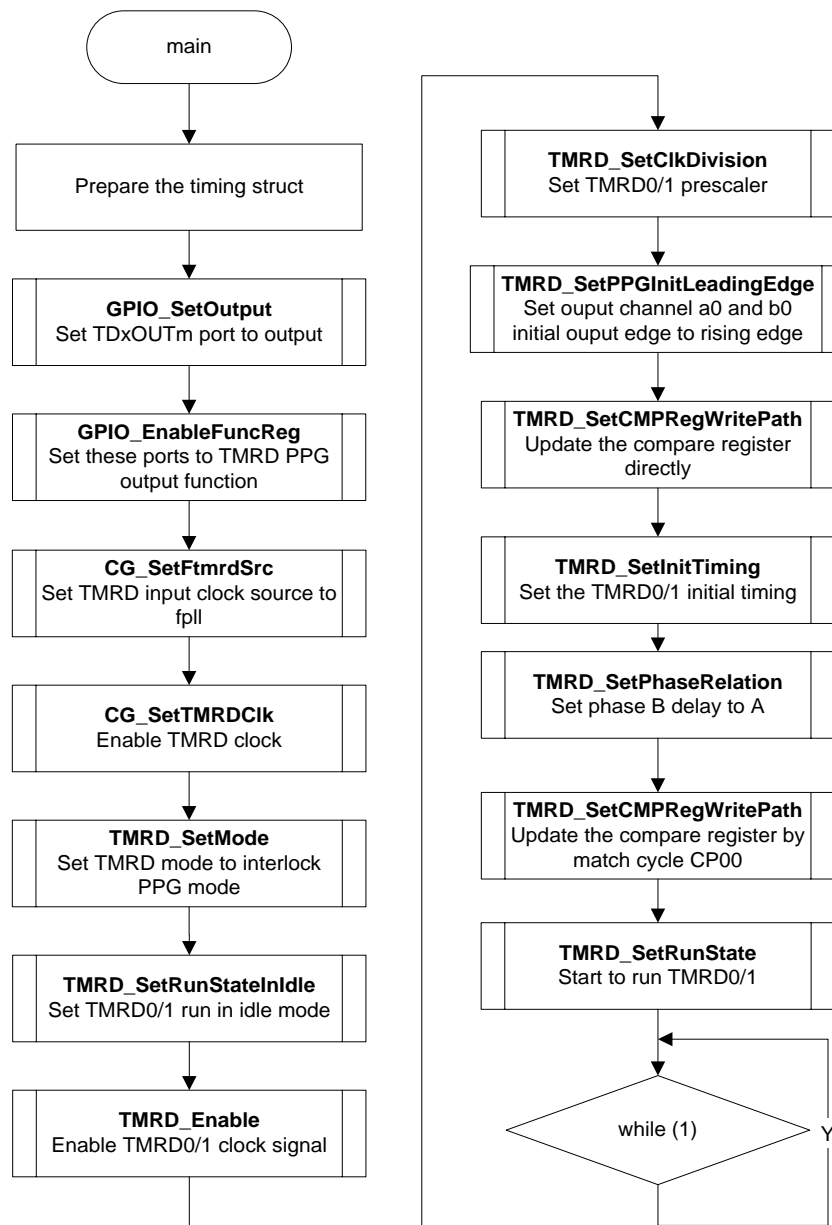 main
Prepare the timing struct
GPIO_SetOutput
Set TDxOUTm port to output
GPIO_EnableFuncReg
Set these ports to TMRD PPG
output function
CG_SetFtmrdSrc
Set TMRD input clock source to
fpll
CG_SetTMRDClk
Enable TMRD clock
TMRD_SetMode
Set TMRD mode to interlock
PPG mode
TMRD_SetRunStateInIdle
Set TMRD0/1 run in idle mode
TMRD_Enable
Enable TMRD0/1 clock signal
TMRD_SetClkDivision
Set TMRD0/1 prescaler
TMRD_SetPPGInitLeadingEdge
Set ouput channel a0 and b0
initial ouput edge to rising edge
TMRD_SetCMPRegWritePath
Update the compare register
directly
TMRD_SetInitTiming
Set the TMRD0/1 initial timing
TMRD_SetPhaseRelation
Set phase B delay to A
TMRD_SetCMPRegWritePath
Update the compare register by
match cycle CP00
TMRD_SetRunState
Start to run TMRD0/1
while (1)
Y